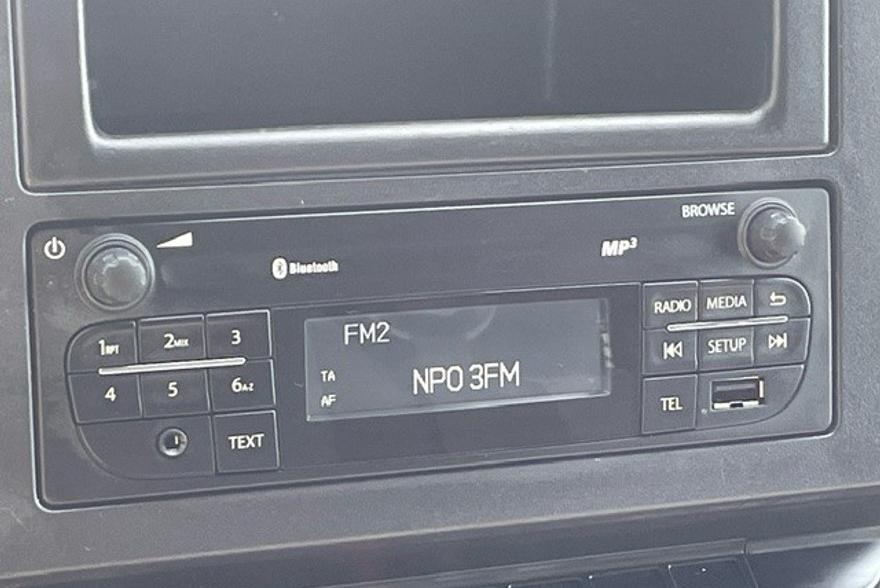 BROWSE
Bluetooth
MP3
FM2
TA
NPO 3FM
AF
1RPT
2MIX
3
4
5
6A-Z
TEXT
RADIO
MEDIA
SETUP
TEL